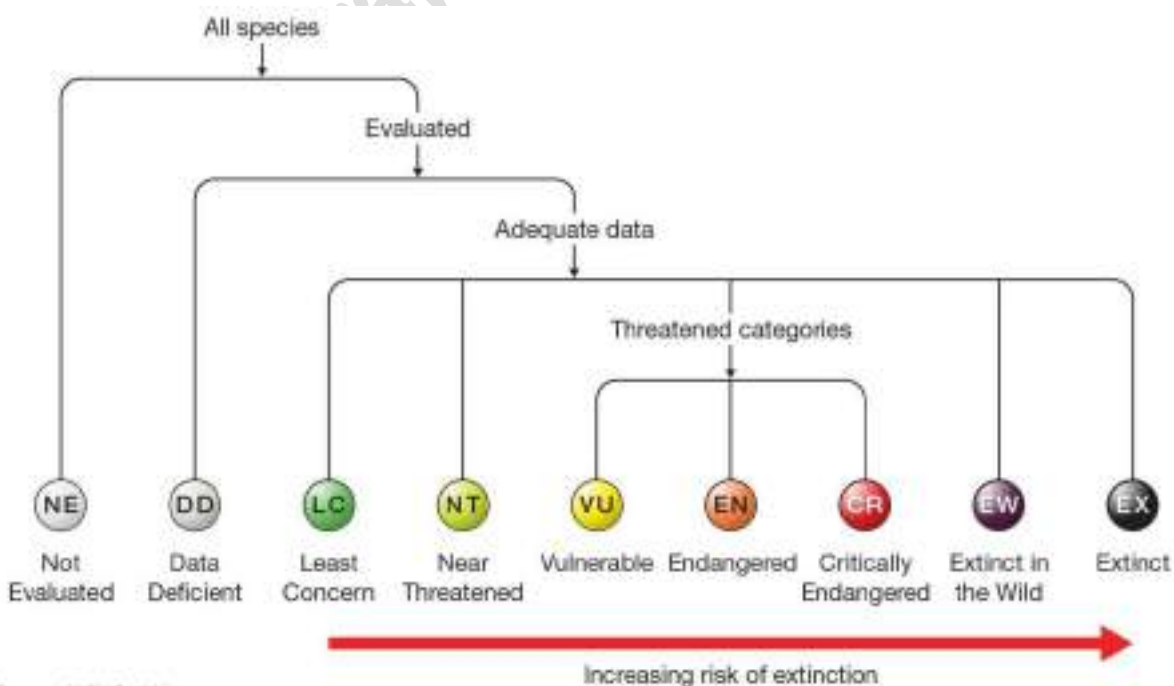 All species
Evaluated
Adequate data
Threatened categories
NE
DD
LC
NT
VU
EN
CR
EW
EX
Not
Evaluated
Data
Deficient
Least
Concern
Near
Threatened
Vulnerable
Endangered
Critically
Endangered
Extinct in
the Wild
Extinct
Increasing risk of extinction